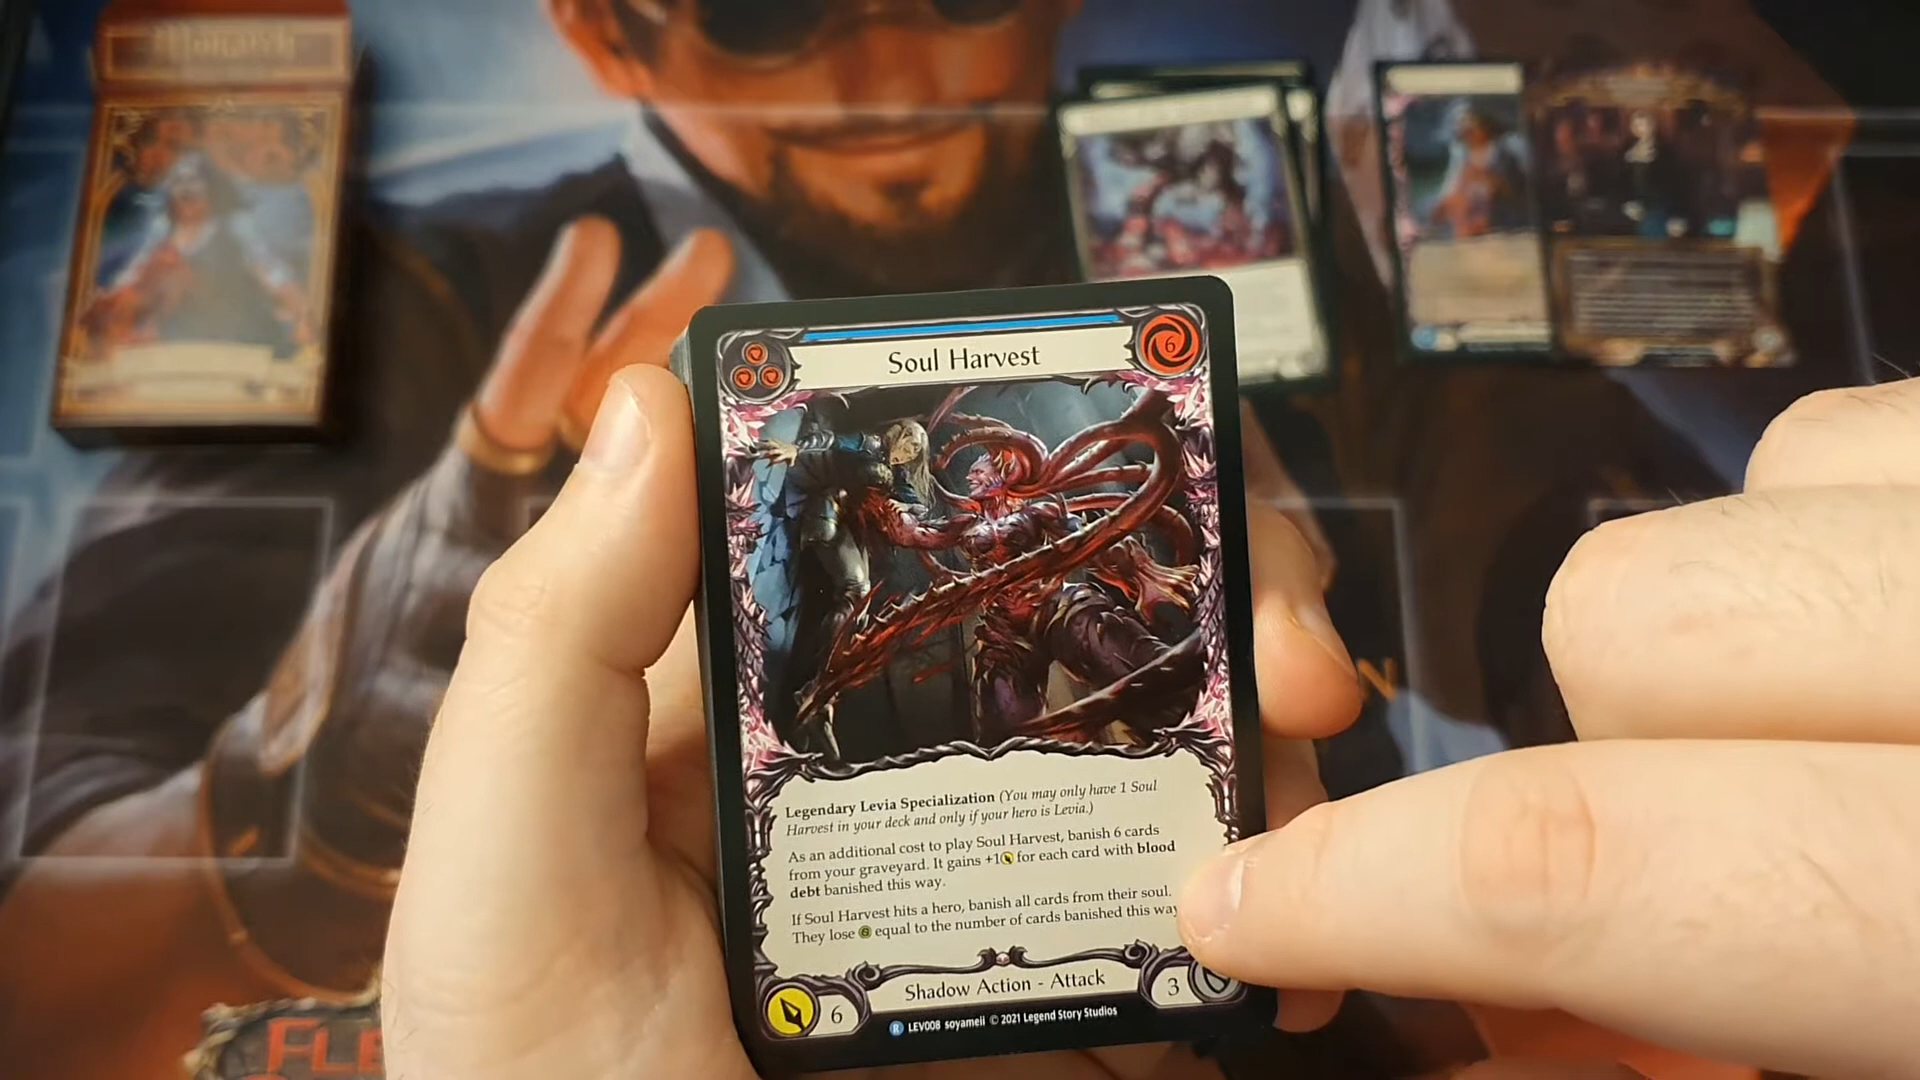 Monarch
6
Soul Harvest
Legendary Levia Specialization (You may only have 1 Soul
Harvest in your deck and only if your hero is Levia.)
As an additional cost to play Soul Harvest, banish 6 cards
from your graveyard. It gains +1 for each card with blood
debt banished this way.
If Soul Harvest hits a hero, banish all cards from their soul.
They lose equal to the number of cards banished this way
6
Shadow Action - Attack
3
R LEV008 soyameii © 2021 Legend Story Studios
FLE